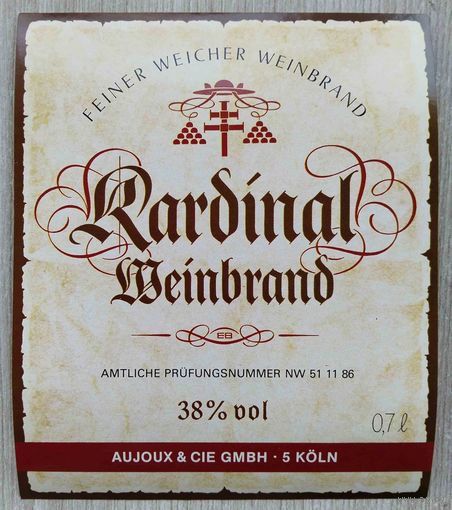 FEINER WEICHER WEINBRAND
Kardinal
Weinbrand
EB
AMTLICHE PRÜFUNGSNUMMER NW 51 11 86
38% vol
0,7 ℓ
AUJOUX & CIE GMBH · 5 KÖLN